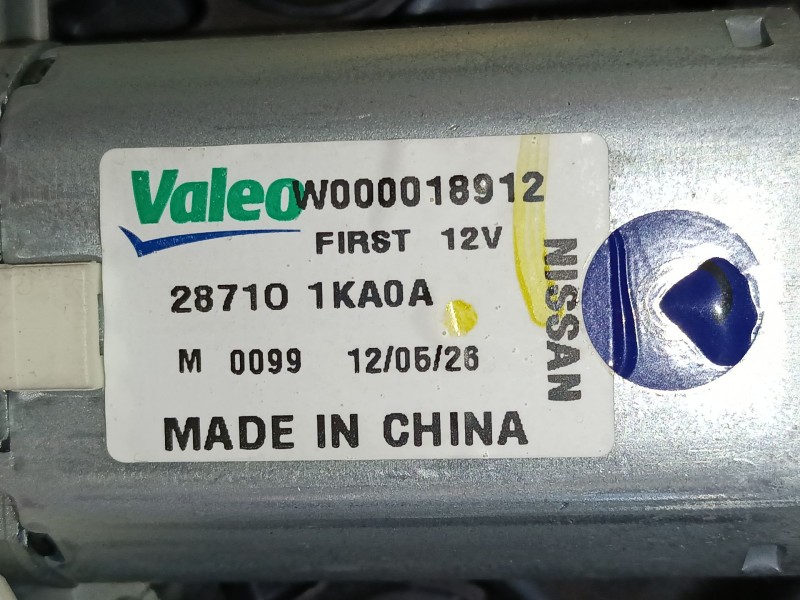 Valeo W000018912
FIRST 12V
28710 1KA0A
M 0099 12/05/26
MADE IN CHINA
NISSAN